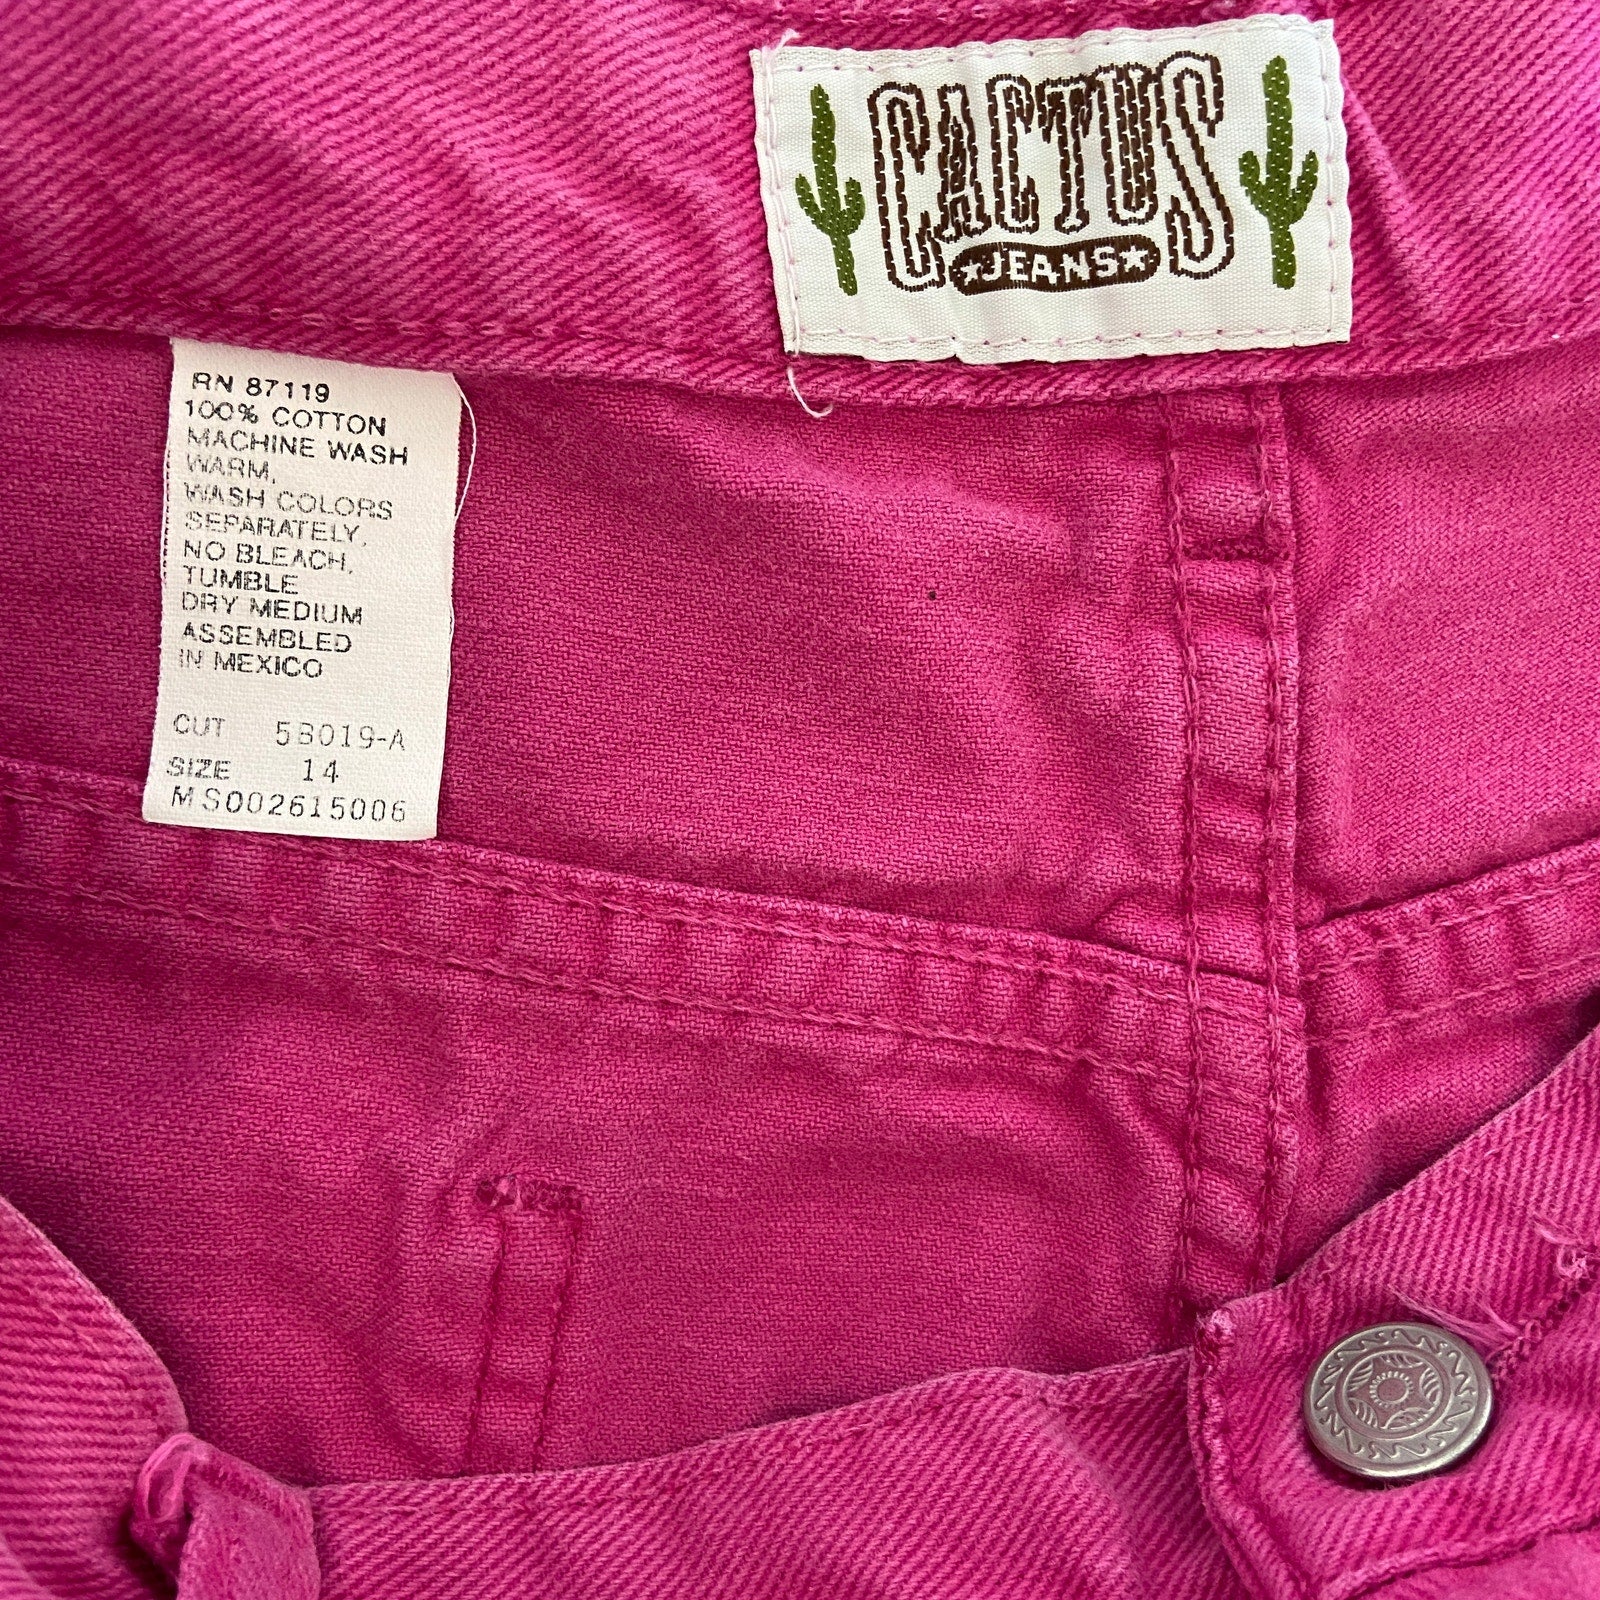 CACTUS
JEANS
RN 87119
100% COTTON
MACHINE WASH
WARM,
WASH COLORS
SEPARATELY,
NO BLEACH,
TUMBLE
DRY MEDIUM
ASSEMBLED
IN MEXICO
CUT 5B019-A
SIZE 14
MS002615006